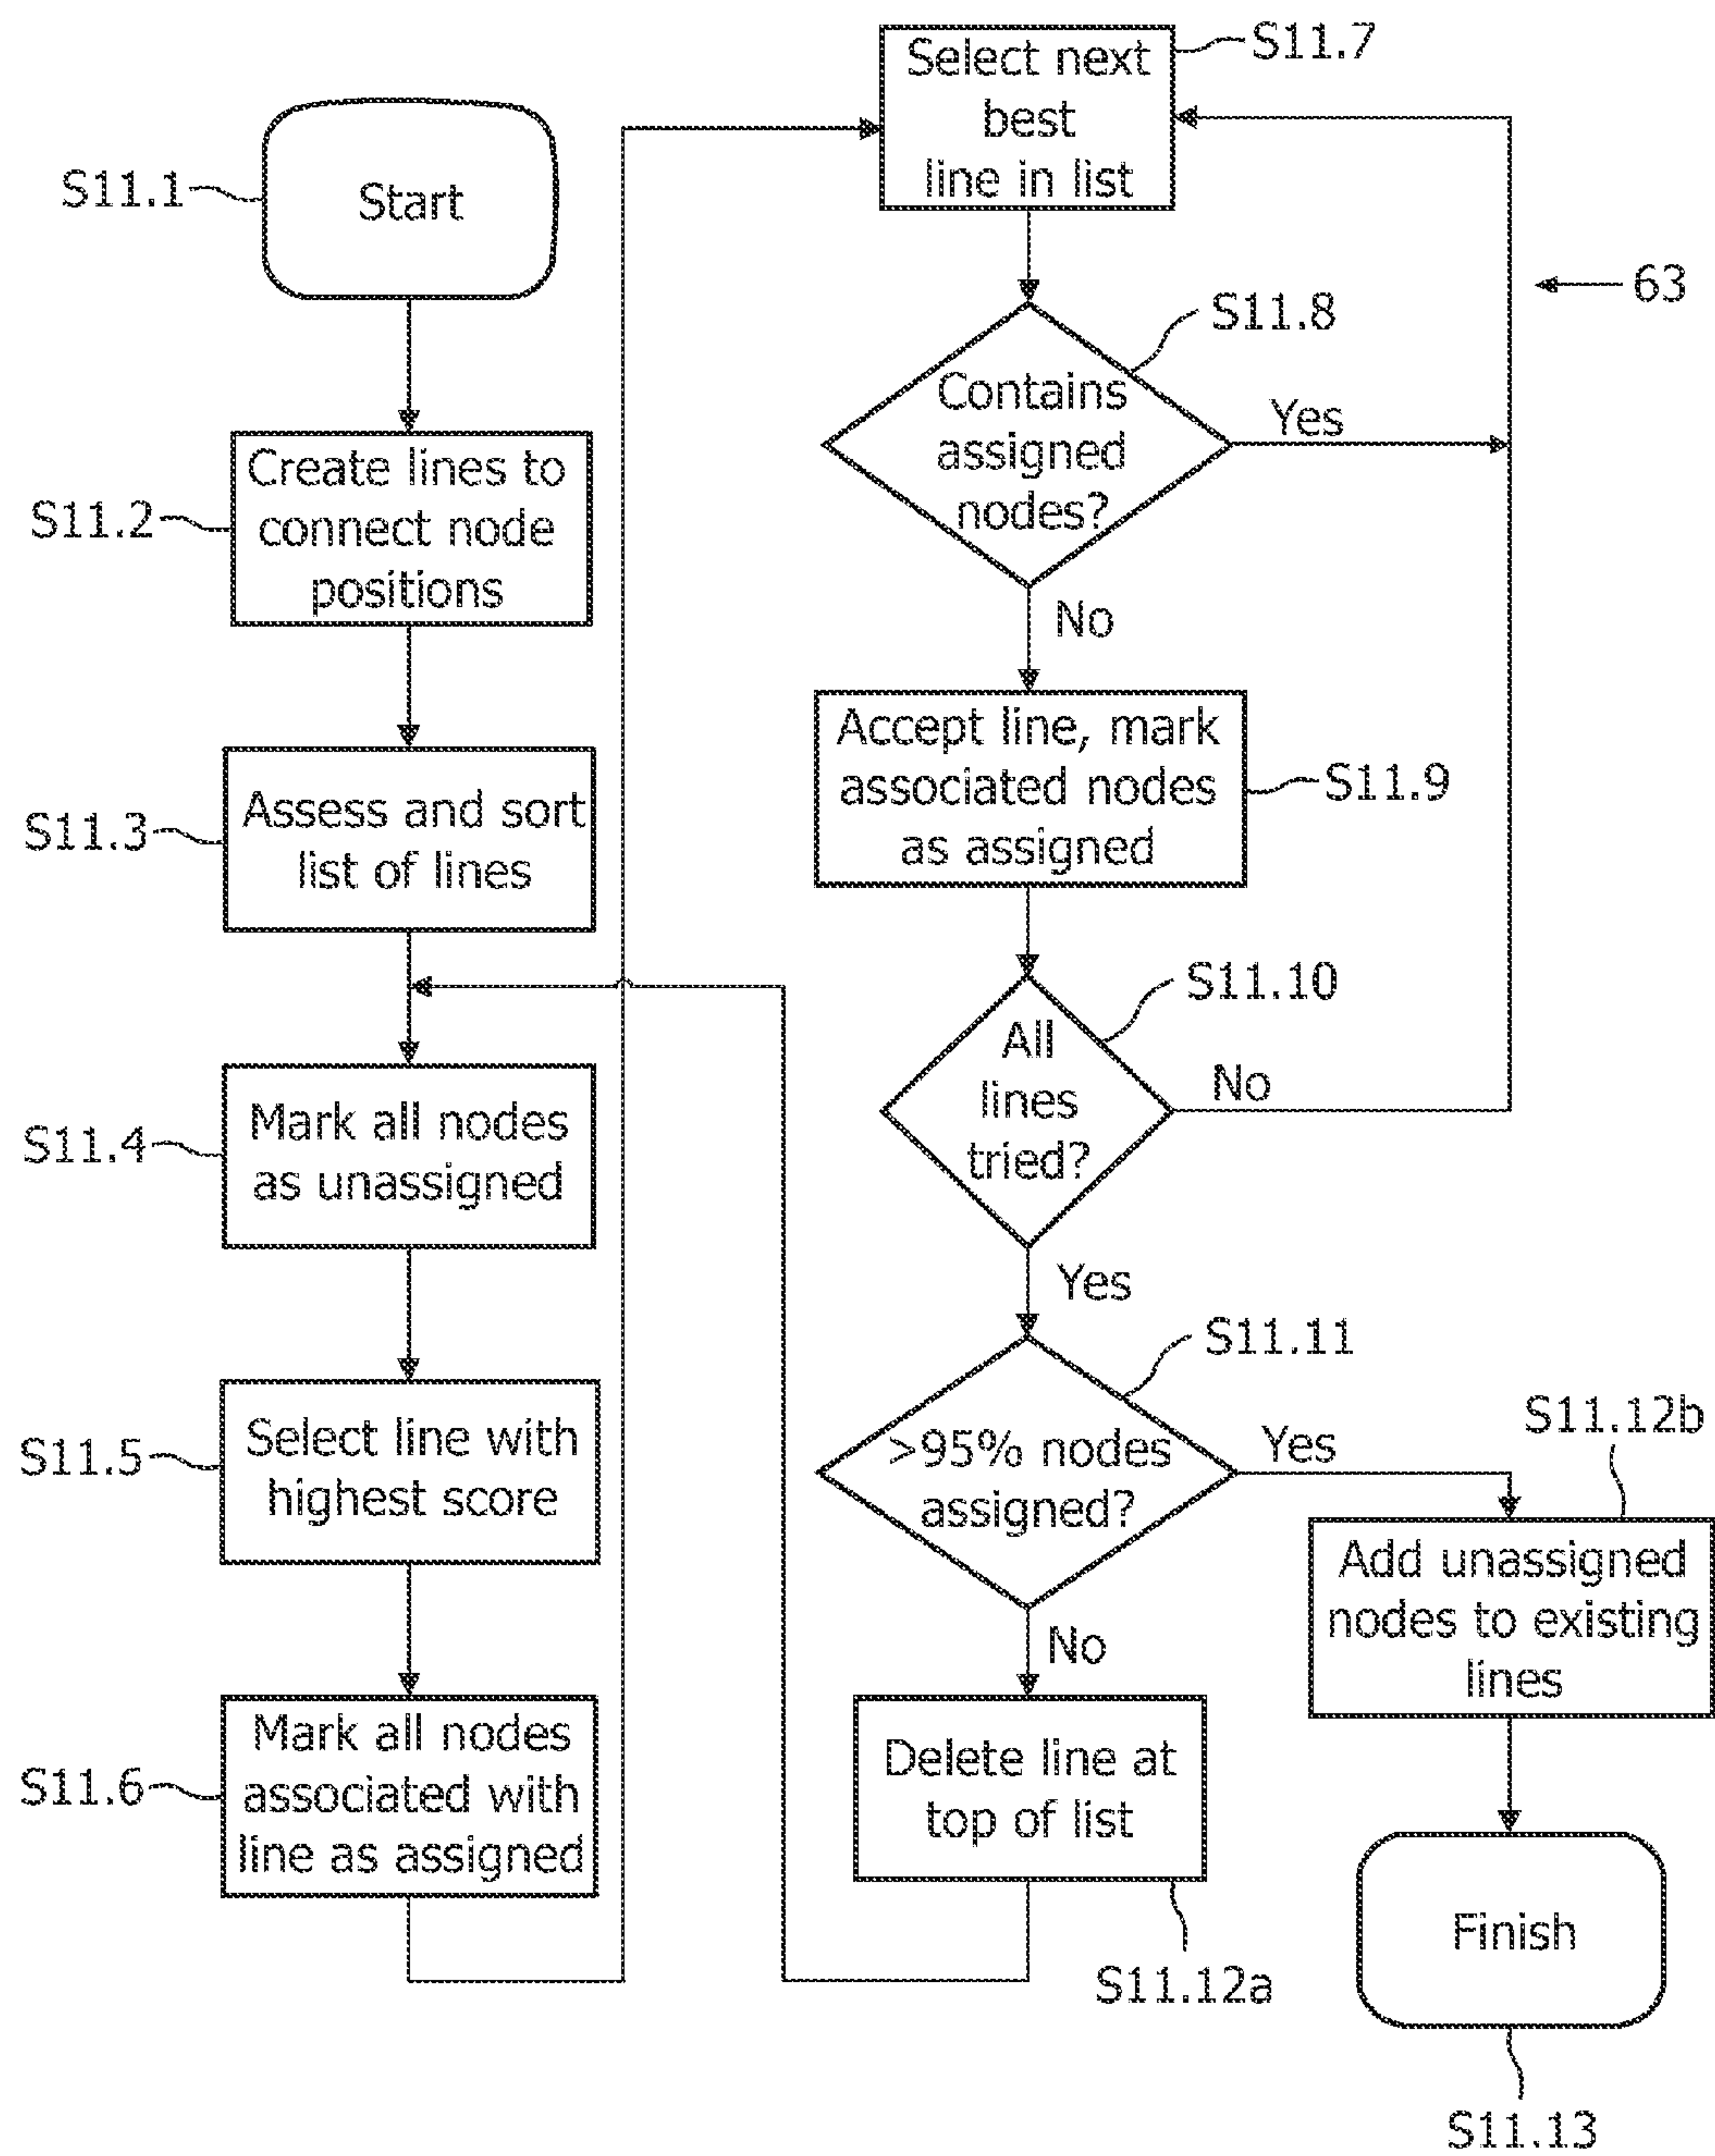 S11.1
Start
S11.2
Create lines to
connect node
positions
S11.3
Assess and sort
list of lines
S11.4
Mark all nodes
as unassigned
S11.5
Select line with
highest score
S11.6
Mark all nodes
associated with
line as assigned
Select next
best
line in list
S11.7
63
S11.8
Contains
assigned
nodes?
Yes
No
Accept line, mark
associated nodes
as assigned
S11.9
S11.10
All
lines
tried?
No
Yes
S11.11
>95% nodes
assigned?
Yes
No
S11.12b
Add unassigned
nodes to existing
lines
Delete line at
top of list
S11.12a
Finish
S11.13